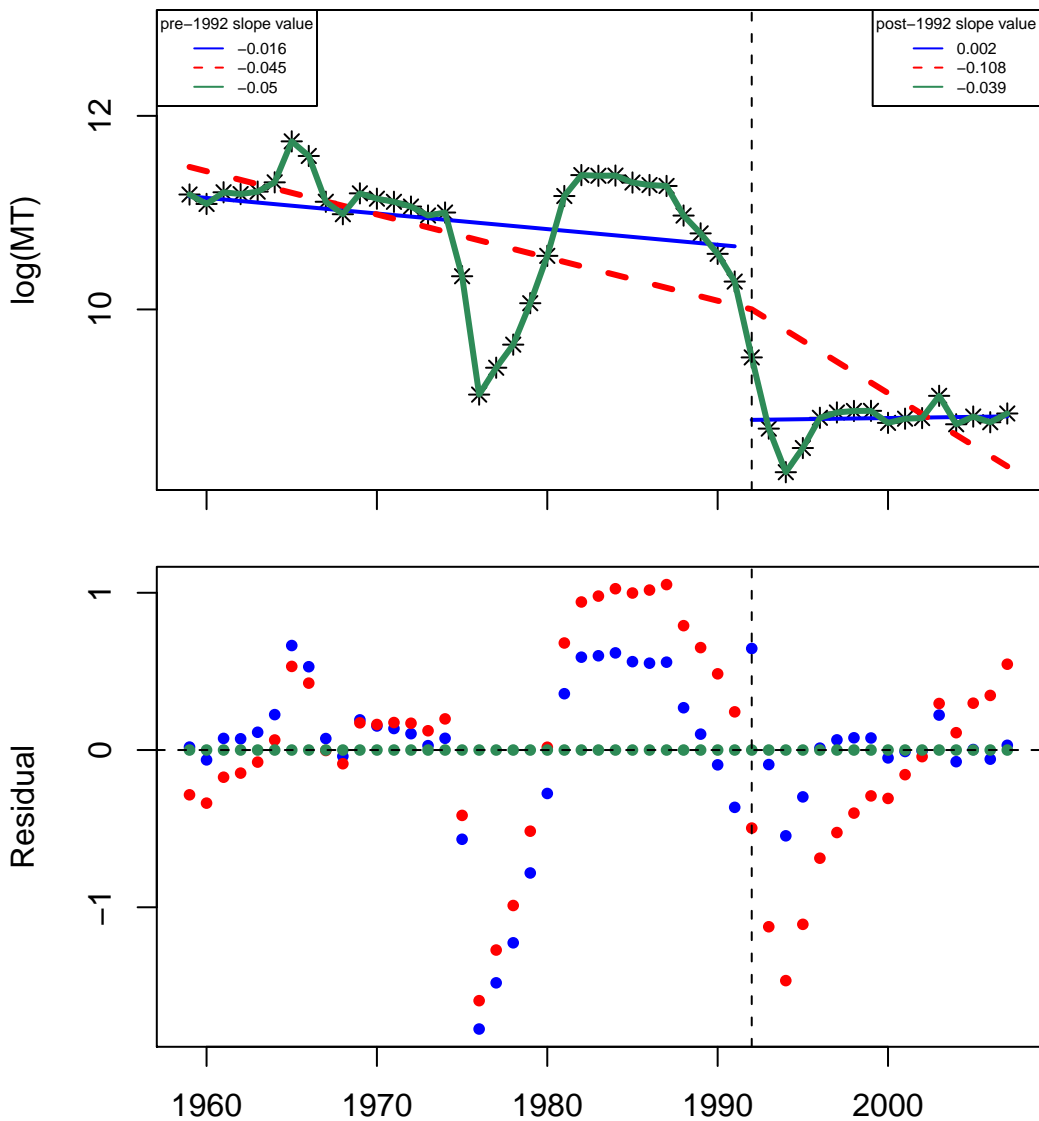 pre−1992 slope value
−0.016
−0.045
−0.05
post−1992 slope value
0.002
−0.108
−0.039
12
10
log(MT)
1
0
−1
Residual
1960 1970 1980 1990 2000